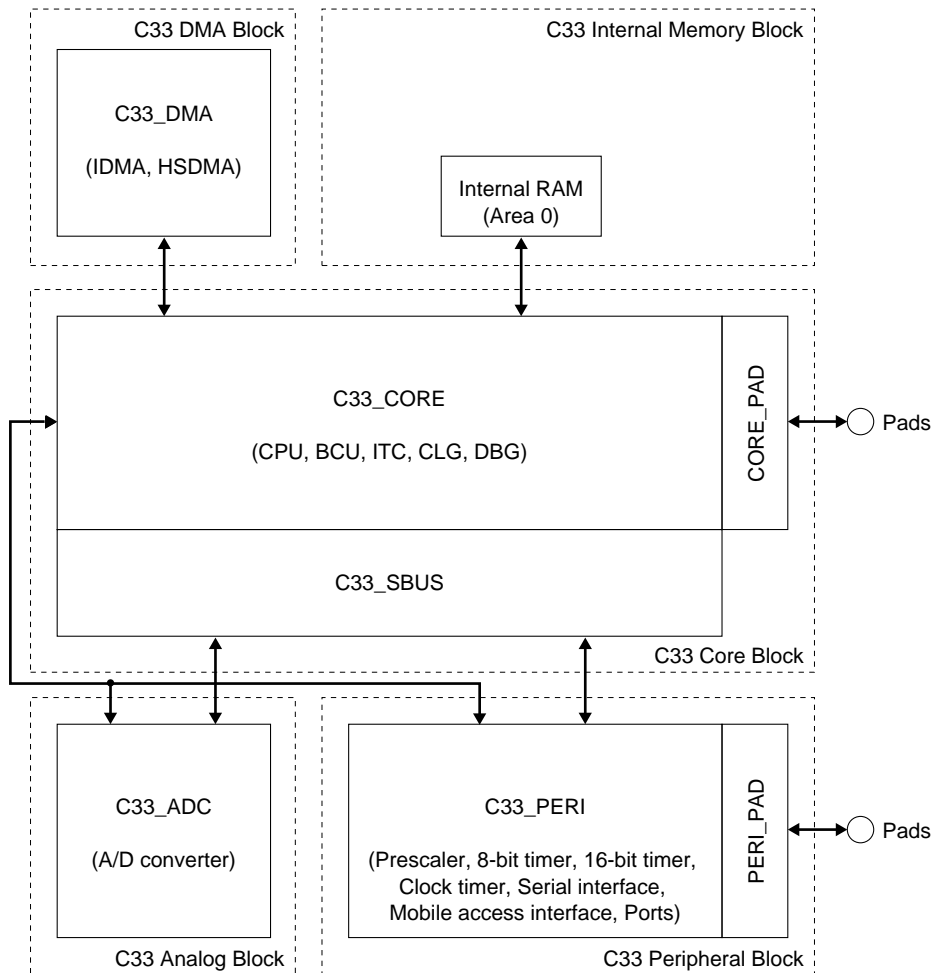 C33 DMA Block
C33_DMA
(IDMA, HSDMA)
C33 Internal Memory Block
Internal RAM
(Area 0)
C33_CORE
(CPU, BCU, ITC, CLG, DBG)
CORE_PAD
Pads
C33_SBUS
C33 Core Block
C33_ADC
(A/D converter)
C33 Analog Block
C33_PERI
(Prescaler, 8-bit timer, 16-bit timer,
Clock timer, Serial interface,
Mobile access interface, Ports)
PERI_PAD
Pads
C33 Peripheral Block